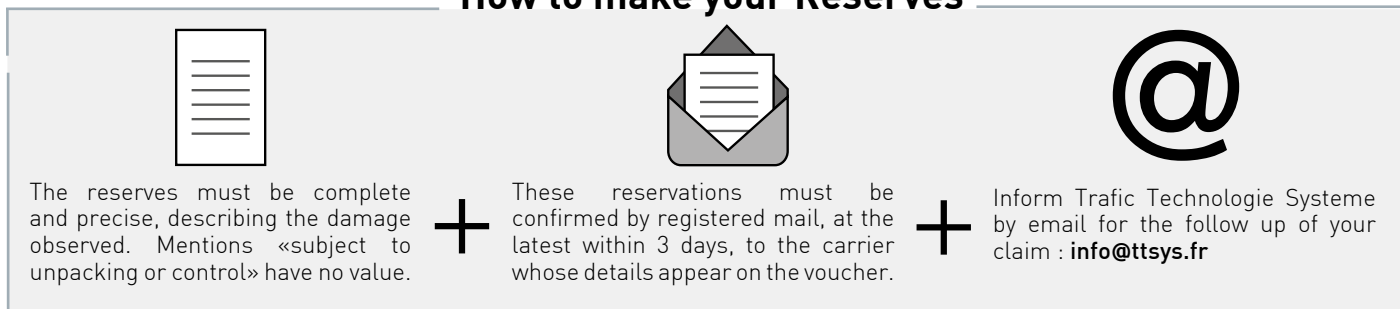 How to make your Reserves
The reserves must be complete
and precise, describing the damage
observed. Mentions «subject to
unpacking or control» have no value.
+
These reservations must be
confirmed by registered mail, at the
latest within 3 days, to the carrier
whose details appear on the voucher.
+
@
Inform Trafic Technologie Systeme
by email for the follow up of your
claim : info@ttsys.fr